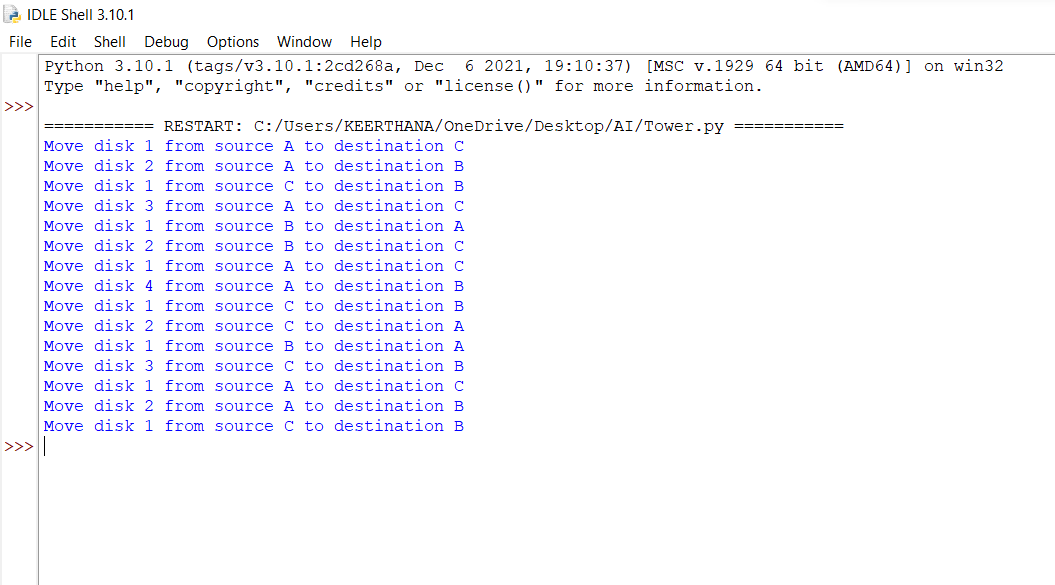 IDLE Shell 3.10.1
File Edit Shell Debug Options Window Help
Python 3.10.1 (tags/v3.10.1:2cd268a, Dec  6 2021, 19:10:37) [MSC v.1929 64 bit (AMD64)] on win32
Type "help", "copyright", "credits" or "license()" for more information.
>>>
=========== RESTART: C:/Users/KEERTHANA/OneDrive/Desktop/AI/Tower.py ===========
Move disk 1 from source A to destination C
Move disk 2 from source A to destination B
Move disk 1 from source C to destination B
Move disk 3 from source A to destination C
Move disk 1 from source B to destination A
Move disk 2 from source B to destination C
Move disk 1 from source A to destination C
Move disk 4 from source A to destination B
Move disk 1 from source C to destination B
Move disk 2 from source C to destination A
Move disk 1 from source B to destination A
Move disk 3 from source C to destination B
Move disk 1 from source A to destination C
Move disk 2 from source A to destination B
Move disk 1 from source C to destination B
>>>